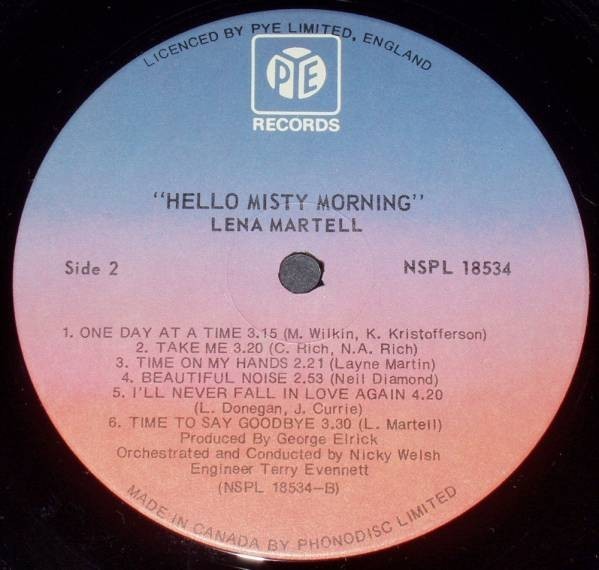 LICENCED BY PYE LIMITED, ENGLAND
PYE
RECORDS
"HELLO MISTY MORNING"
LENA MARTELL
Side 2
NSPL 18534
1. ONE DAY AT A TIME 3.15 (M. Wilkin, K. Kristofferson)
2. TAKE ME 3.20 (C. Rich, N.A. Rich)
3. TIME ON MY HANDS 2.21 (Layne Martin)
4. BEAUTIFUL NOISE 2.53 (Neil Diamond)
5. I'LL NEVER FALL IN LOVE AGAIN 4.20
(L. Donegan, J. Currie)
6. TIME TO SAY GOODBYE 3.30 (L. Martell)
Produced By George Elrick
Orchestrated and Conducted by Nicky Welsh
Engineer Terry Evennett
(NSPL 18534-B)
MADE IN CANADA BY PHONODISC LIMITED